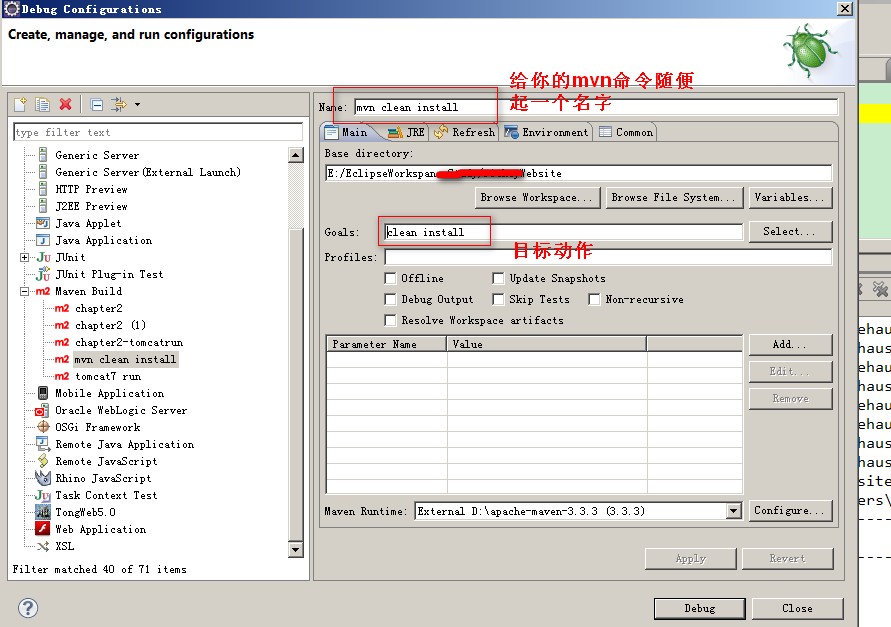 Debug Configurations
Create, manage, and run configurations
type filter text
Generic Server
Generic Server(External Launch)
HTTP Preview
J2EE Preview
Java Applet
Java Application
JUnit
JUnit Plug-in Test
m2 Maven Build
m2 chapter2
m2 chapter2 (1)
m2 chapter2-tomcatrun
m2 mvn clean install
m2 tomcat7 run
Mobile Application
Oracle WebLogic Server
OSGi Framework
Remote Java Application
Remote JavaScript
Rhino JavaScript
Task Context Test
TongWeb5.0
Web Application
XSL
Filter matched 40 of 71 items
Name: mvn clean install
给你的mvn命令随便
起一个名字
Main JRE Refresh Environment Common
Base directory:
E:/EclipseWorkspan Website
Browse Workspace... Browse File System... Variables...
Goals: clean install Select...
目标动作
Profiles:
Offline Update Snapshots
Debug Output Skip Tests Non-recursive
Resolve Workspace artifacts
Parameter Name Value
Add...
Edit...
Remove
Maven Runtime: External D:\apache-maven-3.3.3 (3.3.3) Configure...
Apply Revert
Debug Close
ehaus
haus
ehau
haus
ehau
ehau
haus
haus
site
ers\